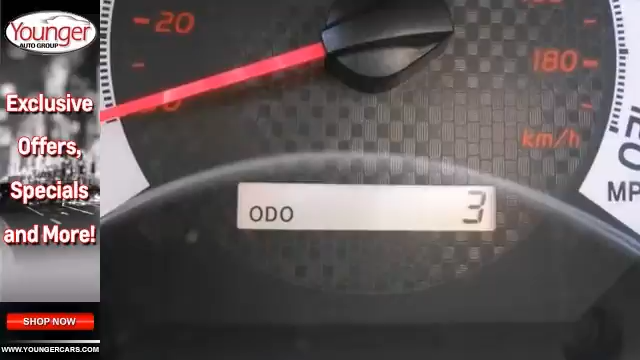 Younger
AUTO GROUP
Exclusive
Offers,
Specials
and More!
SHOP NOW
WWW.YOUNGERCARS.COM
20
0
180
km/h
MP
ODO 3